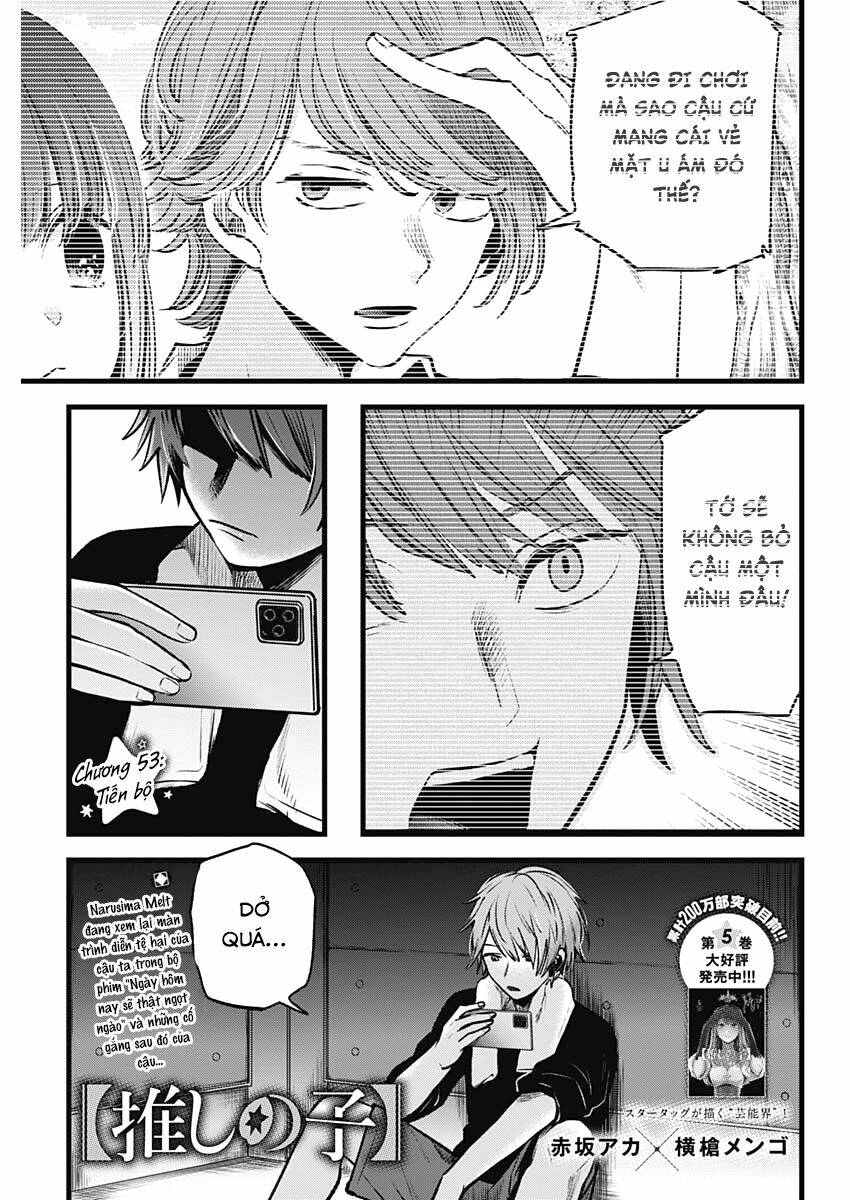 ĐANG ĐI CHƠI
MÀ SAO CẬU CỨ
MANG CÁI VẺ
MẶT U ÁM ĐÓ
THẾ?
TỚ SẼ
KHÔNG BỎ
CẬU MỘT
MÌNH ĐÂU!
Chương 53:
Tiến bộ
DỞ
QUÁ...
Narusima Melt
đang xem lại màn
trình diễn tệ hại của
cậu ta trong bộ
phim "Ngày hôm
nay sẽ thật ngọt
ngào" và những cố
gắng sau đó của
cậu...
累計200万部突破目前!!
第5巻
大好評
発売中!!!
【推しの子】
スタータッグが描く"芸能界"!
赤坂アカ×横槍メンゴ